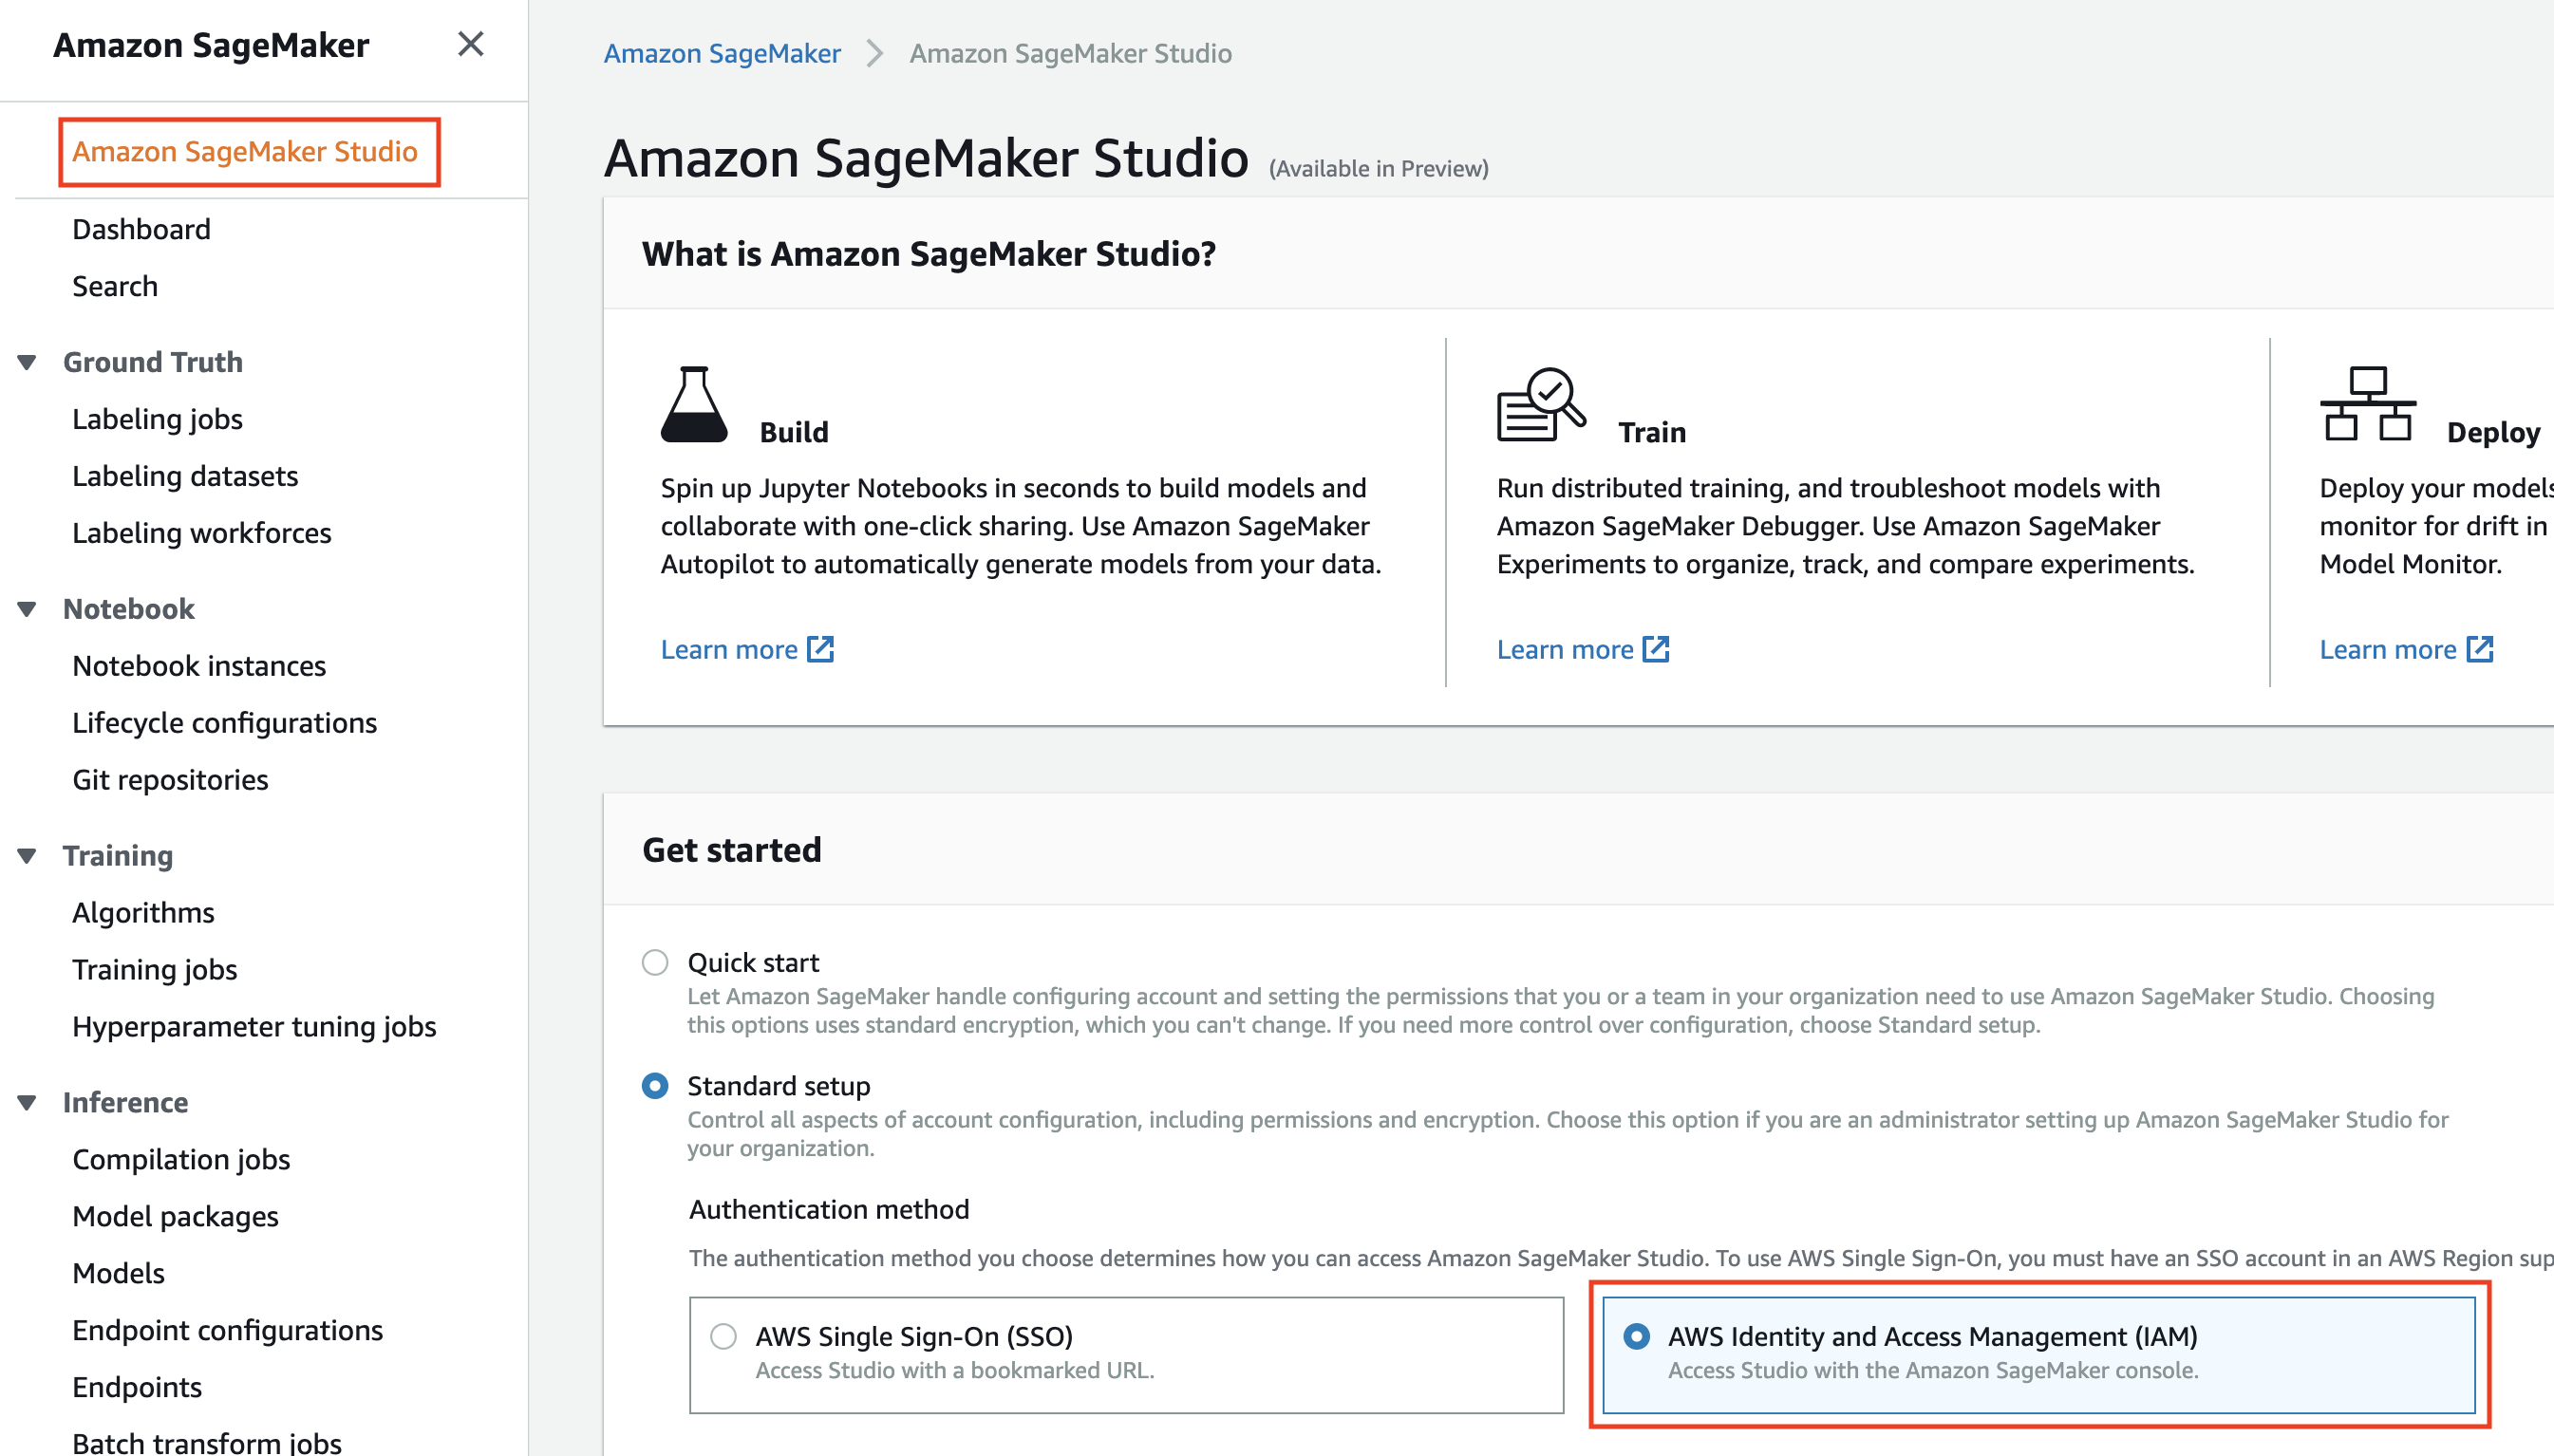 Amazon SageMaker
Amazon SageMaker Studio
Dashboard
Search
Ground Truth
Labeling jobs
Labeling datasets
Labeling workforces
Notebook
Notebook instances
Lifecycle configurations
Git repositories
Training
Algorithms
Training jobs
Hyperparameter tuning jobs
Inference
Compilation jobs
Model packages
Models
Endpoint configurations
Endpoints
Batch transform jobs
Amazon SageMaker > Amazon SageMaker Studio
Amazon SageMaker Studio (Available in Preview)
What is Amazon SageMaker Studio?
Build
Spin up Jupyter Notebooks in seconds to build models and
collaborate with one-click sharing. Use Amazon SageMaker
Autopilot to automatically generate models from your data.
Learn more
Train
Run distributed training, and troubleshoot models with
Amazon SageMaker Debugger. Use Amazon SageMaker
Experiments to organize, track, and compare experiments.
Learn more
Deploy
Deploy your models
monitor for drift in
Model Monitor.
Learn more
Get started
Quick start
Let Amazon SageMaker handle configuring account and setting the permissions that you or a team in your organization need to use Amazon SageMaker Studio. Choosing
this options uses standard encryption, which you can't change. If you need more control over configuration, choose Standard setup.
Standard setup
Control all aspects of account configuration, including permissions and encryption. Choose this option if you are an administrator setting up Amazon SageMaker Studio for
your organization.
Authentication method
The authentication method you choose determines how you can access Amazon SageMaker Studio. To use AWS Single Sign-On, you must have an SSO account in an AWS Region sup
AWS Single Sign-On (SSO)
Access Studio with a bookmarked URL.
AWS Identity and Access Management (IAM)
Access Studio with the Amazon SageMaker console.